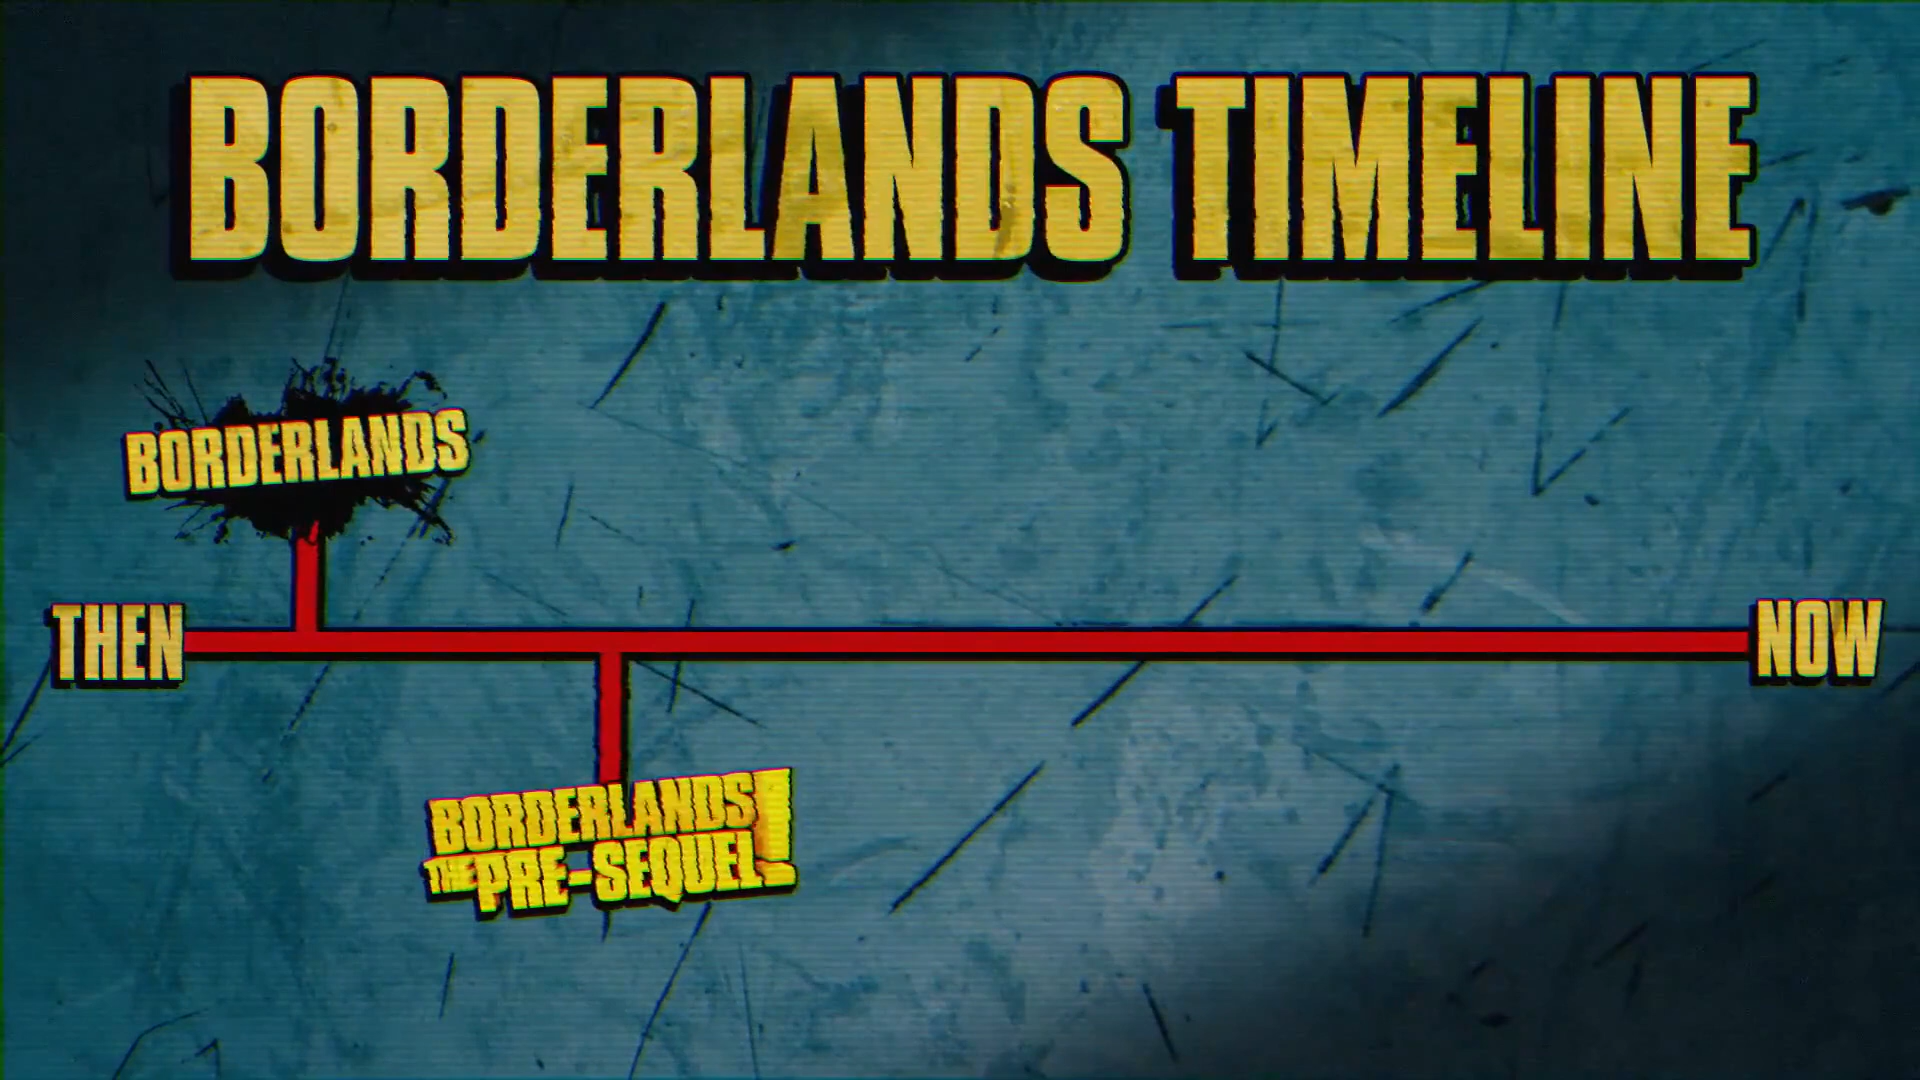 BORDERLANDS TIMELINE
BORDERLANDS
THEN
NOW
BORDERLANDS
THE PRE-SEQUEL!